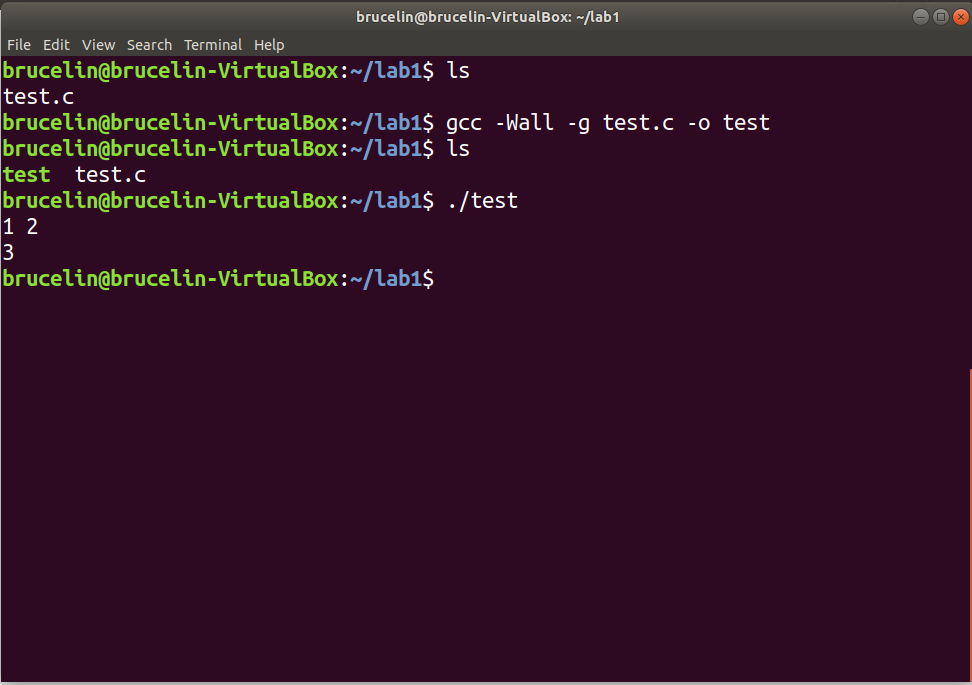 brucelin@brucelin-VirtualBox: ~/lab1
File Edit View Search Terminal Help
brucelin@brucelin-VirtualBox:~/lab1$ ls
test.c
brucelin@brucelin-VirtualBox:~/lab1$ gcc -Wall -g test.c -o test
brucelin@brucelin-VirtualBox:~/lab1$ ls
test  test.c
brucelin@brucelin-VirtualBox:~/lab1$ ./test
1 2
3
brucelin@brucelin-VirtualBox:~/lab1$